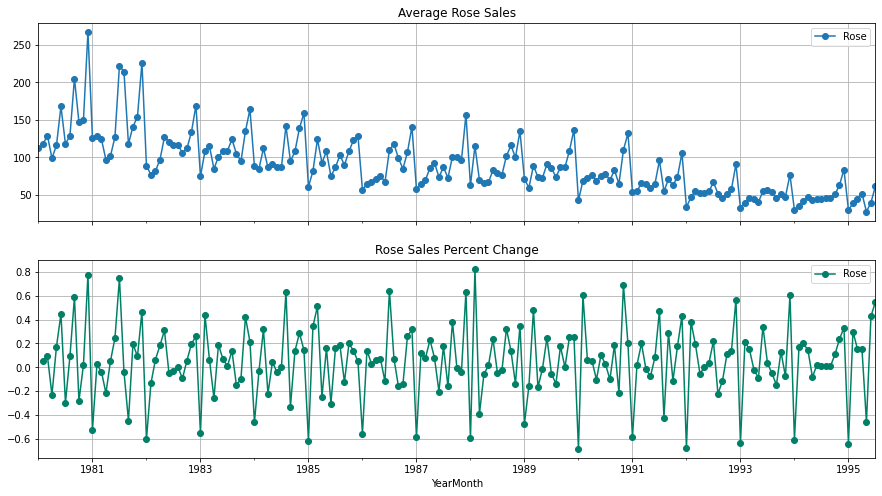 Average Rose Sales
Rose
250
200
150
100
50
Rose Sales Percent Change
Rose
0.8
0.6
0.4
0.2
0.0
−0.2
−0.4
−0.6
1981 1983 1985 1987 1989 1991 1993 1995
YearMonth